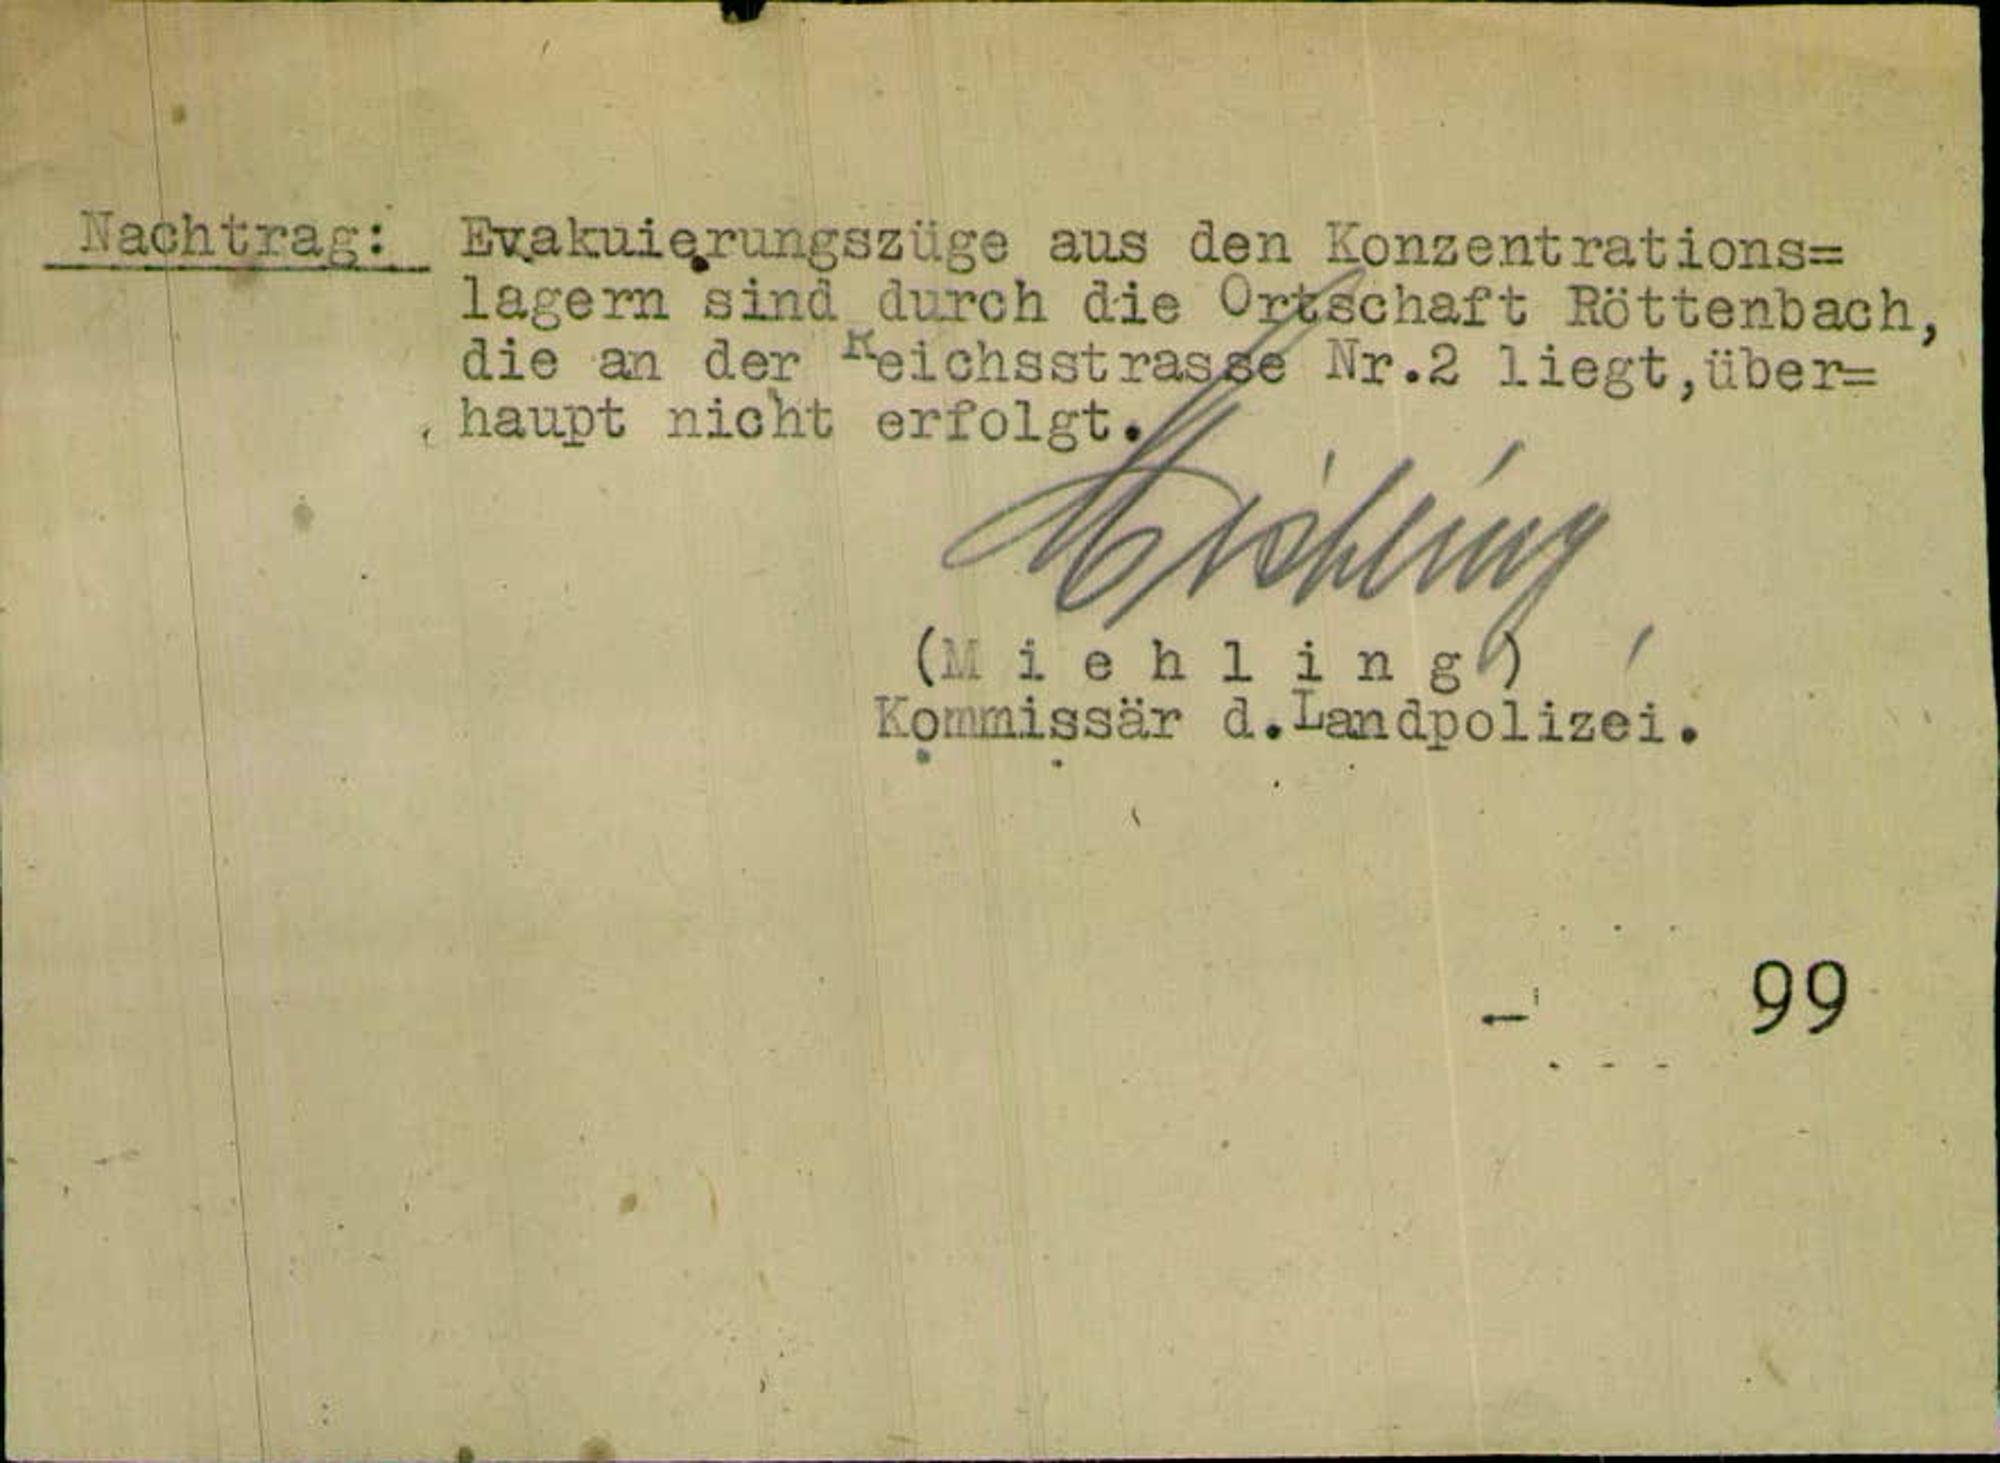 Nachtrag: Evakuierungszüge aus den Konzentrations=
lagern sind durch die Ortschaft Röttenbach,
die an der Reichsstrasse Nr.2 liegt,über=
haupt nicht erfolgt.
Miehling
(M i e h l i n g)
Kommissär d.Landpolizei.
99